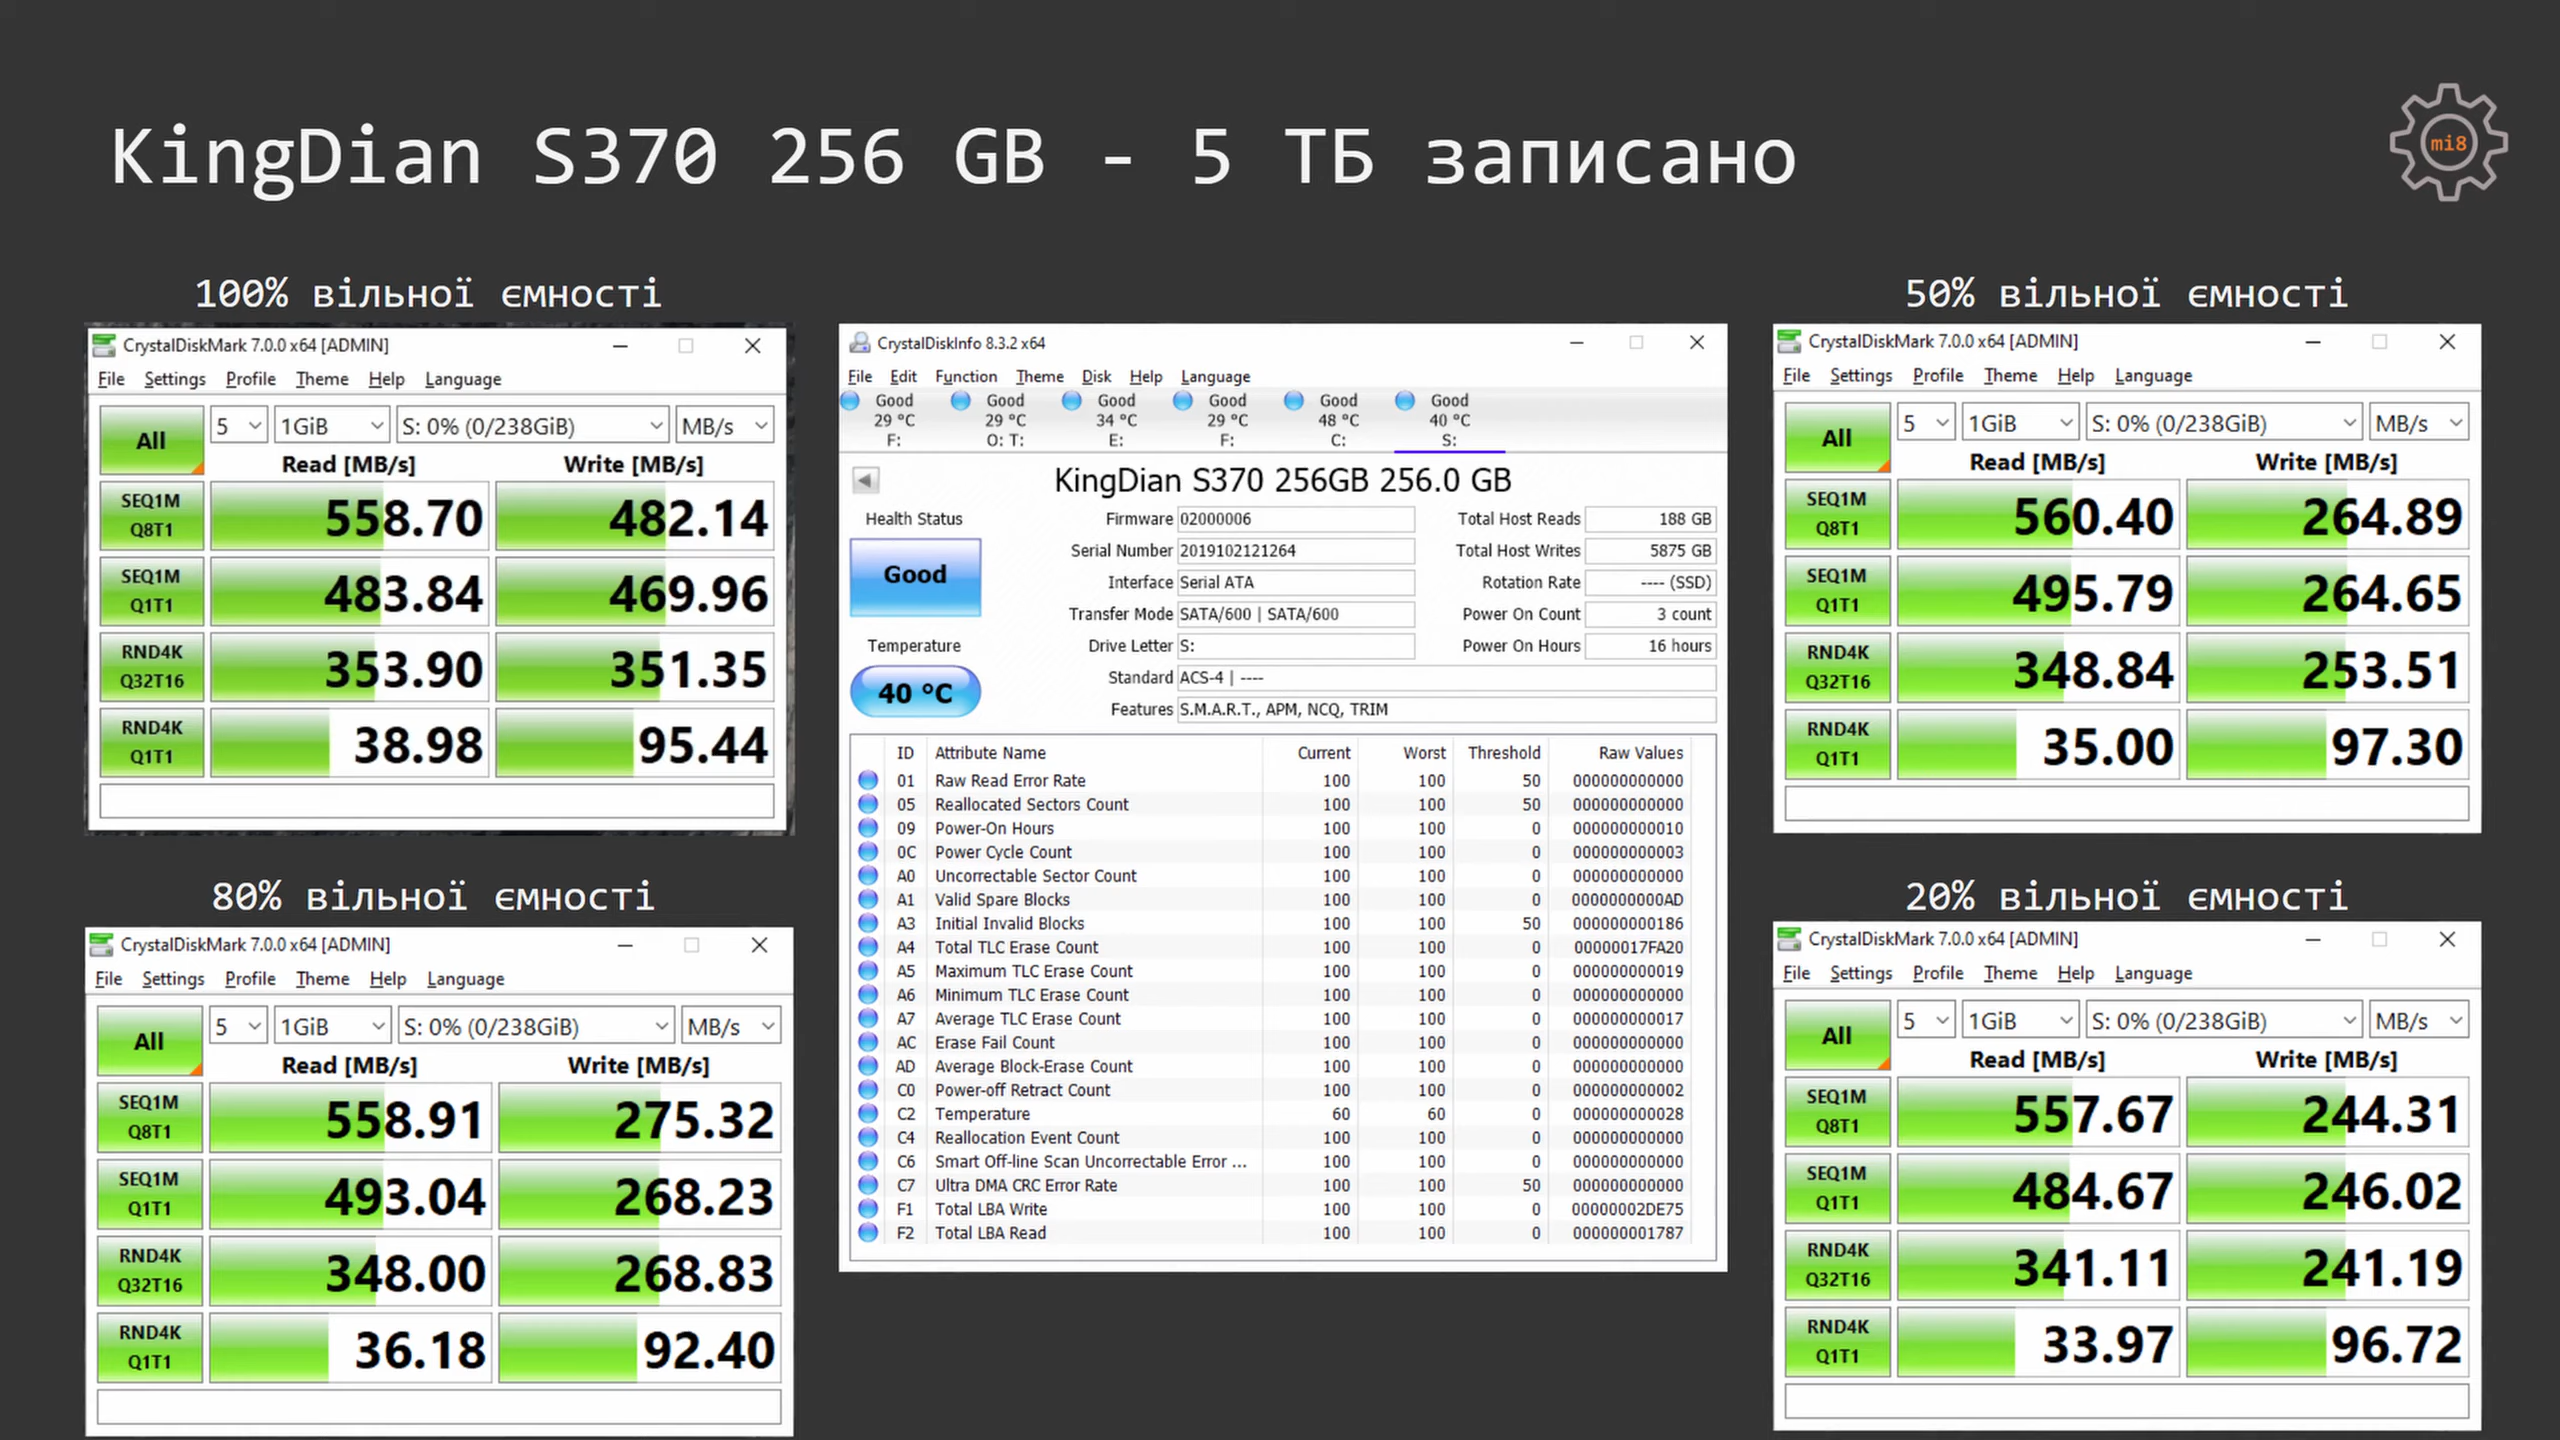 KingDian S370 256 GB - 5 ТБ записано
mi8
100% вільної ємності
CrystalDiskMark 7.0.0 x64 [ADMIN]
File Settings Profile Theme Help Language
All 5 1GiB S: 0% (0/238GiB) MB/s
Read [MB/s] Write [MB/s]
SEQ1M Q8T1 558.70 482.14
SEQ1M Q1T1 483.84 469.96
RND4K Q32T16 353.90 351.35
RND4K Q1T1 38.98 95.44
80% вільної ємності
CrystalDiskMark 7.0.0 x64 [ADMIN]
File Settings Profile Theme Help Language
All 5 1GiB S: 0% (0/238GiB) MB/s
Read [MB/s] Write [MB/s]
SEQ1M Q8T1 558.91 275.32
SEQ1M Q1T1 493.04 268.23
RND4K Q32T16 348.00 268.83
RND4K Q1T1 36.18 92.40
CrystalDiskInfo 8.3.2 x64
File Edit Function Theme Disk Help Language
Good Good Good Good Good Good
29 °C 29 °C 34 °C 29 °C 48 °C 40 °C
F: O: T: E: F: C: S:
KingDian S370 256GB 256.0 GB
Health Status
Good
Temperature
40 °C
Firmware 02000006 Total Host Reads 188 GB
Serial Number 2019102121264 Total Host Writes 5875 GB
Interface Serial ATA Rotation Rate ---- (SSD)
Transfer Mode SATA/600 | SATA/600 Power On Count 3 count
Drive Letter S: Power On Hours 16 hours
Standard ACS-4 | ----
Features S.M.A.R.T., APM, NCQ, TRIM
ID Attribute Name Current Worst Threshold Raw Values
01 Raw Read Error Rate 100 100 50 000000000000
05 Reallocated Sectors Count 100 100 50 000000000000
09 Power-On Hours 100 100 0 000000000010
0C Power Cycle Count 100 100 0 000000000003
A0 Uncorrectable Sector Count 100 100 0 000000000000
A1 Valid Spare Blocks 100 100 0 0000000000AD
A3 Initial Invalid Blocks 100 100 50 000000000186
A4 Total TLC Erase Count 100 100 0 00000017FA20
A5 Maximum TLC Erase Count 100 100 0 000000000019
A6 Minimum TLC Erase Count 100 100 0 000000000000
A7 Average TLC Erase Count 100 100 0 000000000017
AC Erase Fail Count 100 100 0 000000000000
AD Average Block-Erase Count 100 100 0 000000000000
C0 Power-off Retract Count 100 100 0 000000000002
C2 Temperature 60 60 0 000000000028
C4 Reallocation Event Count 100 100 0 000000000000
C6 Smart Off-line Scan Uncorrectable Error ... 100 100 0 000000000000
C7 Ultra DMA CRC Error Rate 100 100 50 000000000000
F1 Total LBA Write 100 100 0 00000002DE75
F2 Total LBA Read 100 100 0 000000001787
50% вільної ємності
CrystalDiskMark 7.0.0 x64 [ADMIN]
File Settings Profile Theme Help Language
All 5 1GiB S: 0% (0/238GiB) MB/s
Read [MB/s] Write [MB/s]
SEQ1M Q8T1 560.40 264.89
SEQ1M Q1T1 495.79 264.65
RND4K Q32T16 348.84 253.51
RND4K Q1T1 35.00 97.30
20% вільної ємності
CrystalDiskMark 7.0.0 x64 [ADMIN]
File Settings Profile Theme Help Language
All 5 1GiB S: 0% (0/238GiB) MB/s
Read [MB/s] Write [MB/s]
SEQ1M Q8T1 557.67 244.31
SEQ1M Q1T1 484.67 246.02
RND4K Q32T16 341.11 241.19
RND4K Q1T1 33.97 96.72